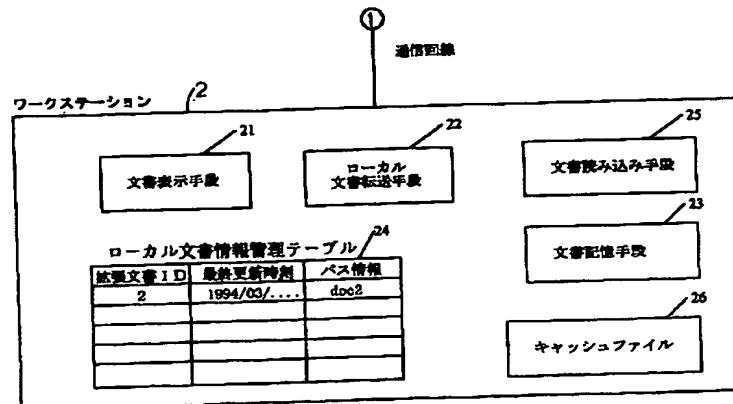 1
通信回線
ワークステーション 2
21
文書表示手段
22
ローカル
文書転送手段
25
文書読み込み手段
23
文書記憶手段
ローカル文書情報管理テーブル 24
拡張文書ID 最終更新時刻 パス情報
2 1994/03/.... doc2
26
キャッシュファイル